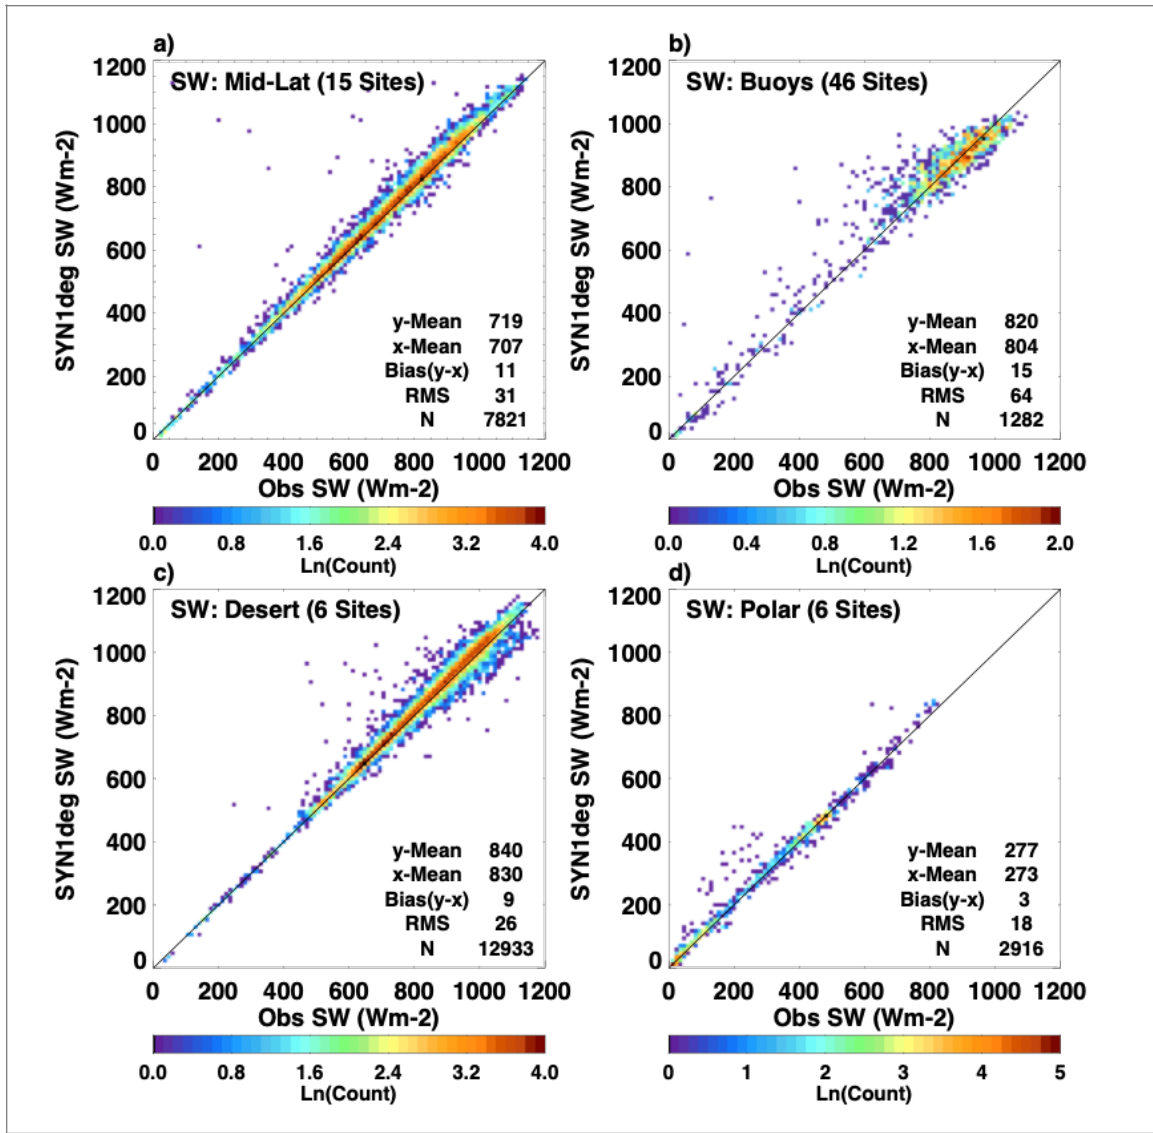 a)
SW: Mid-Lat (15 Sites)
SYN1deg SW (Wm-2)
1200
1000
800
600
400
200
0
y-Mean 719
x-Mean 707
Bias(y-x) 11
RMS 31
N 7821
0 200 400 600 800 1000 1200
Obs SW (Wm-2)
0.0 0.8 1.6 2.4 3.2 4.0
Ln(Count)
b)
SW: Buoys (46 Sites)
SYN1deg SW (Wm-2)
1200
1000
800
600
400
200
0
y-Mean 820
x-Mean 804
Bias(y-x) 15
RMS 64
N 1282
0 200 400 600 800 1000 1200
Obs SW (Wm-2)
0.0 0.4 0.8 1.2 1.6 2.0
Ln(Count)
c)
SW: Desert (6 Sites)
SYN1deg SW (Wm-2)
1200
1000
800
600
400
200
0
y-Mean 840
x-Mean 830
Bias(y-x) 9
RMS 26
N 12933
0 200 400 600 800 1000 1200
Obs SW (Wm-2)
0.0 0.8 1.6 2.4 3.2 4.0
Ln(Count)
d)
SW: Polar (6 Sites)
SYN1deg SW (Wm-2)
1200
1000
800
600
400
200
0
y-Mean 277
x-Mean 273
Bias(y-x) 3
RMS 18
N 2916
0 200 400 600 800 1000 1200
Obs SW (Wm-2)
0 1 2 3 4 5
Ln(Count)